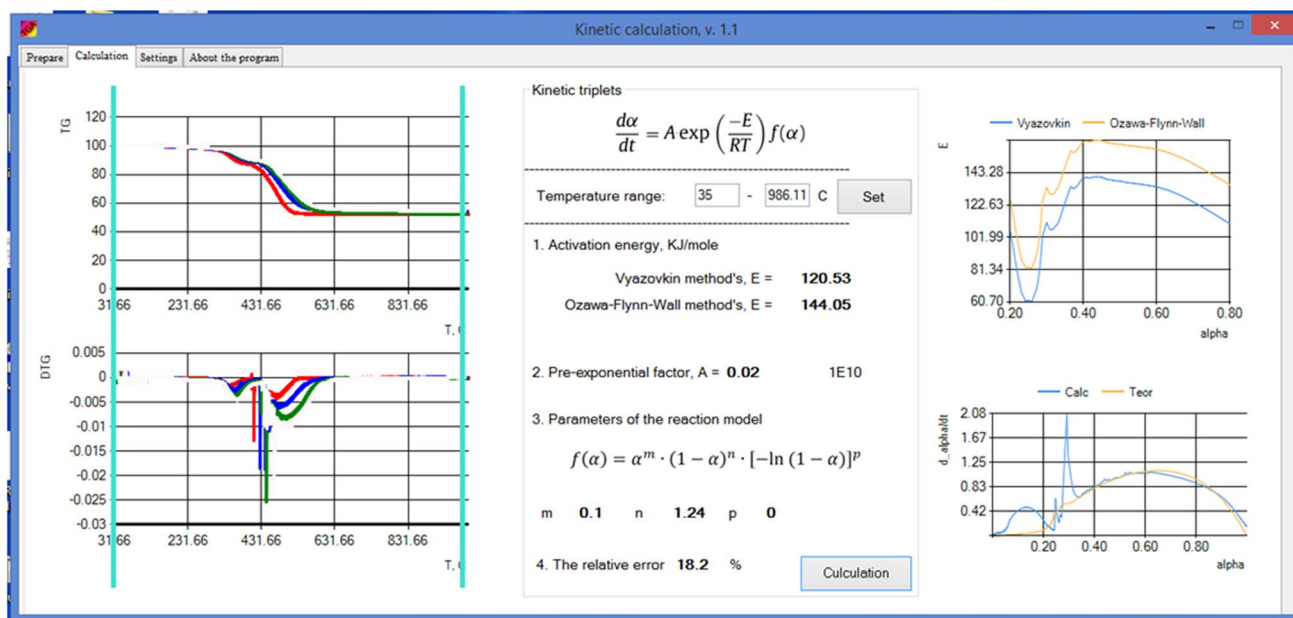 Kinetic calculation, v. 1.1
Prepare Calculation Settings About the program
TG
120
100
80
60
40
20
0
31.66 231.66 431.66 631.66 831.66
T, C
DTG
0.005
0
-0.005
-0.01
-0.015
-0.02
-0.025
-0.03
31.66 231.66 431.66 631.66 831.66
T, C
Kinetic triplets
dα/dt = A exp (-E/RT) f(α)
Temperature range: 35 - 986.11 C Set
1. Activation energy, KJ/mole
Vyazovkin method's, E = 120.53
Ozawa-Flynn-Wall method's, E = 144.05
2. Pre-exponential factor, A = 0.02 1E10
3. Parameters of the reaction model
f(α) = α^m · (1 − α)^n · [−ln (1 − α)]^p
m 0.1 n 1.24 p 0
4. The relative error 18.2 %
Culculation
Vyazovkin Ozawa-Flynn-Wall
E
143.28
122.63
101.99
81.34
60.70
0.20 0.40 0.60 0.80
alpha
Calc Teor
d_alpha/dt
2.08
1.67
1.25
0.83
0.42
0.20 0.40 0.60 0.80
alpha